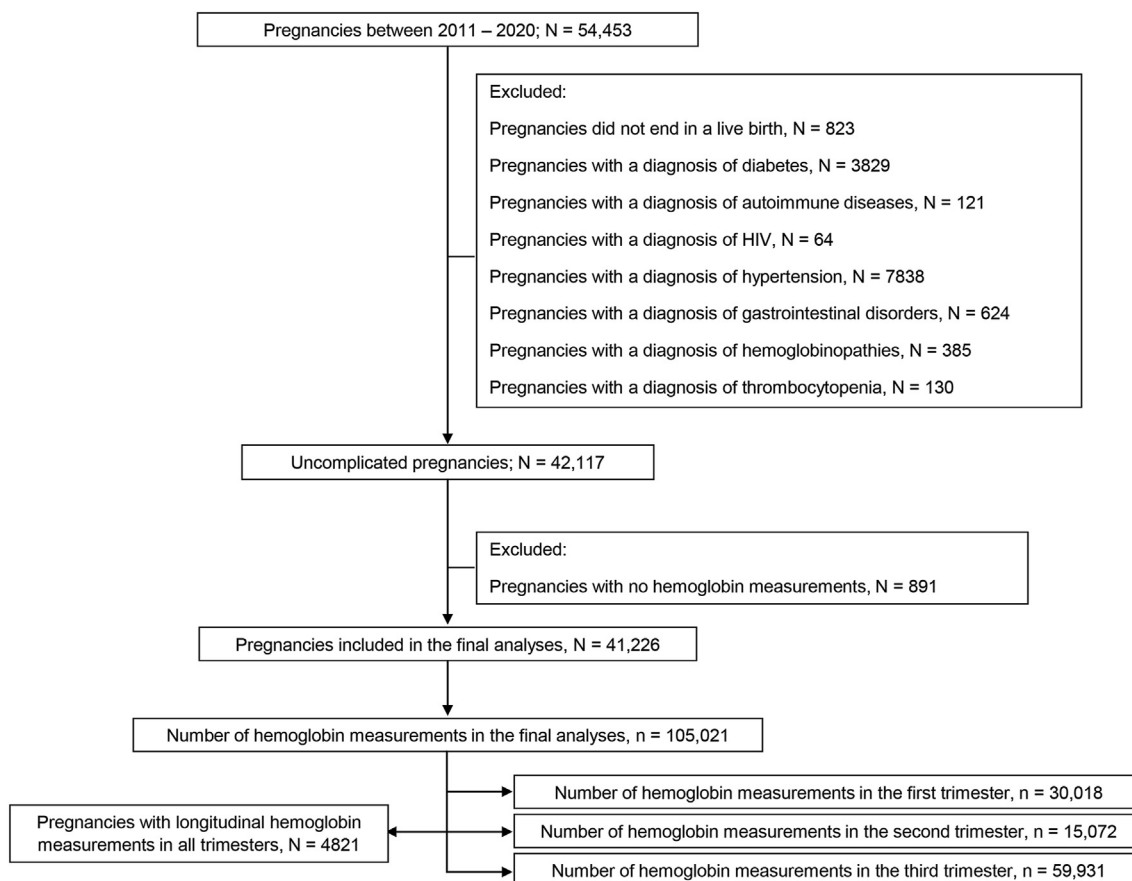 Pregnancies between 2011 – 2020; N = 54,453
Excluded:
Pregnancies did not end in a live birth, N = 823
Pregnancies with a diagnosis of diabetes, N = 3829
Pregnancies with a diagnosis of autoimmune diseases, N = 121
Pregnancies with a diagnosis of HIV, N = 64
Pregnancies with a diagnosis of hypertension, N = 7838
Pregnancies with a diagnosis of gastrointestinal disorders, N = 624
Pregnancies with a diagnosis of hemoglobinopathies, N = 385
Pregnancies with a diagnosis of thrombocytopenia, N = 130
Uncomplicated pregnancies; N = 42,117
Excluded:
Pregnancies with no hemoglobin measurements, N = 891
Pregnancies included in the final analyses, N = 41,226
Number of hemoglobin measurements in the final analyses, n = 105,021
Number of hemoglobin measurements in the first trimester, n = 30,018
Pregnancies with longitudinal hemoglobin
measurements in all trimesters, N = 4821
Number of hemoglobin measurements in the second trimester, n = 15,072
Number of hemoglobin measurements in the third trimester, n = 59,931